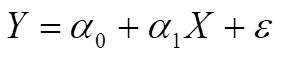 Y = α₀ + α₁X + ε